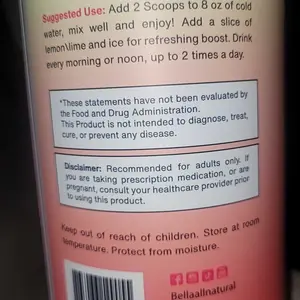 Suggested Use: Add 2 Scoops to 8 oz of cold
water, mix well and enjoy! Add a slice of
lemon\lime and ice for refreshing boost. Drink
every morning or noon, up to 2 times a day.
*These statements have not been evaluated by
the Food and Drug Administration.
This Product is not intended to diagnose, treat,
cure, or prevent any disease.
Disclaimer: Recommended for adults only. If
you are taking prescription medication, or are
pregnant, consult your healthcare provider prior
to using this product.
Keep out of reach of children. Store at room
temperature. Protect from moisture.
Bellaallnatural